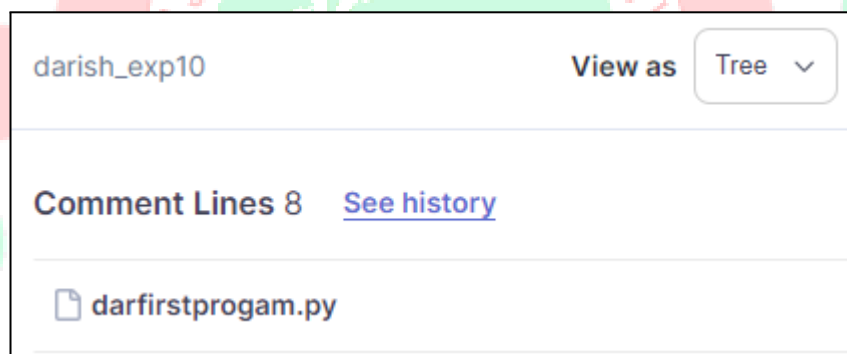 darish_exp10 View as Tree
Comment Lines 8 See history
darfirstprogam.py